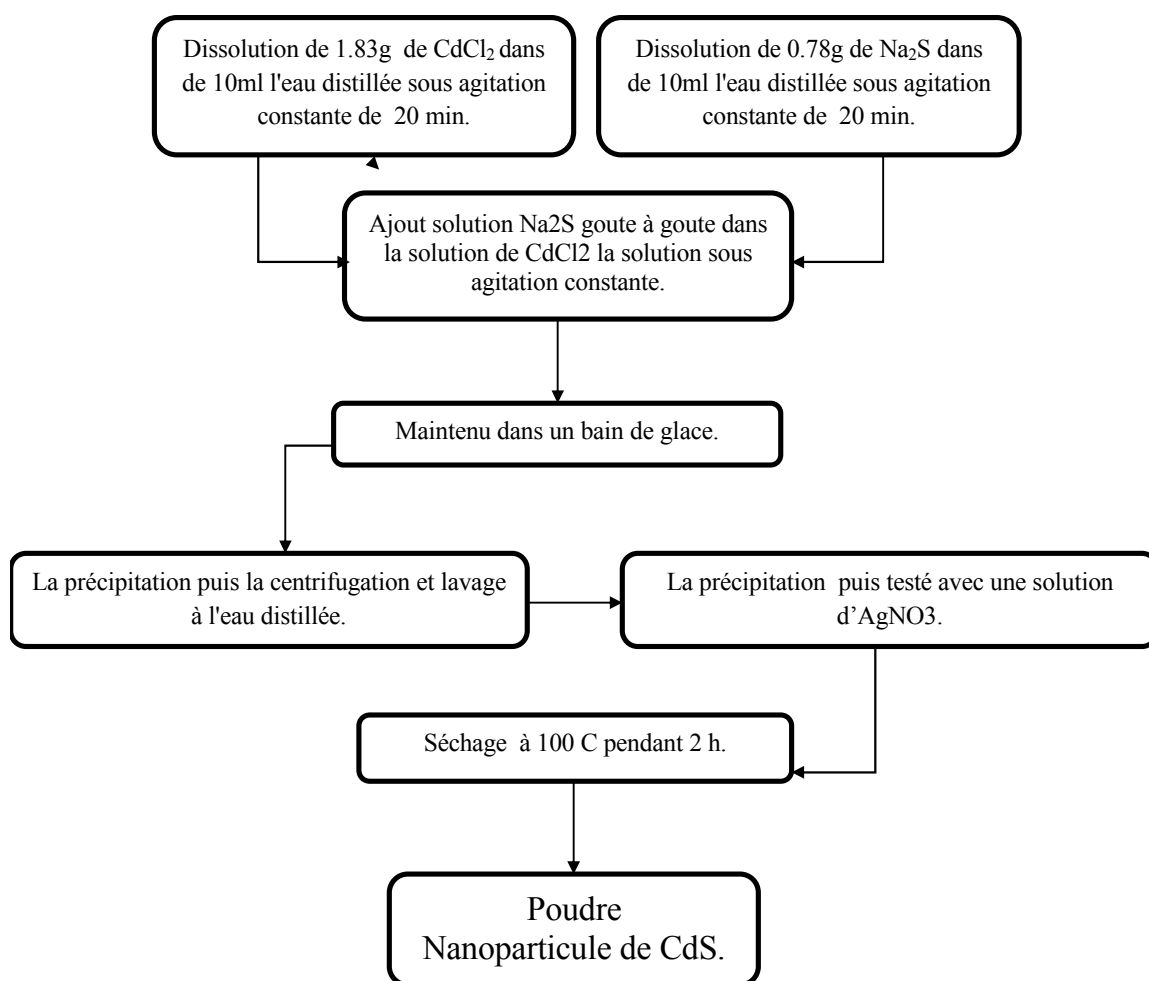 Dissolution de 1.83g de CdCl₂ dans
de 10ml l'eau distillée sous agitation
constante de 20 min.
Dissolution de 0.78g de Na₂S dans
de 10ml l'eau distillée sous agitation
constante de 20 min.
Ajout solution Na2S goute à goute dans
la solution de CdCl2 la solution sous
agitation constante.
Maintenu dans un bain de glace.
La précipitation puis la centrifugation et lavage
à l'eau distillée.
La précipitation puis testé avec une solution
d’AgNO3.
Séchage à 100 C pendant 2 h.
Poudre
Nanoparticule de CdS.